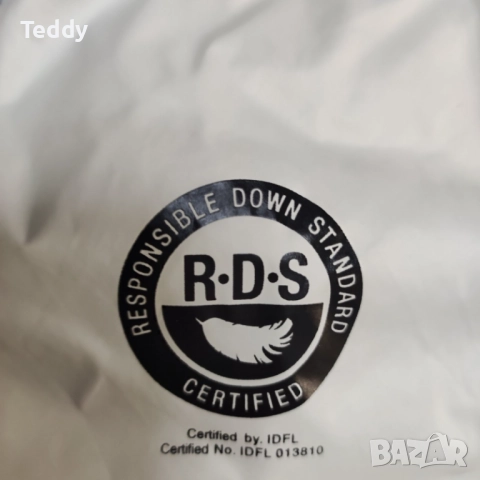 Teddy
RESPONSIBLE DOWN STANDARD
R·D·S
CERTIFIED
Certified by. IDFL
Certified No. IDFL 013810
BAZAR